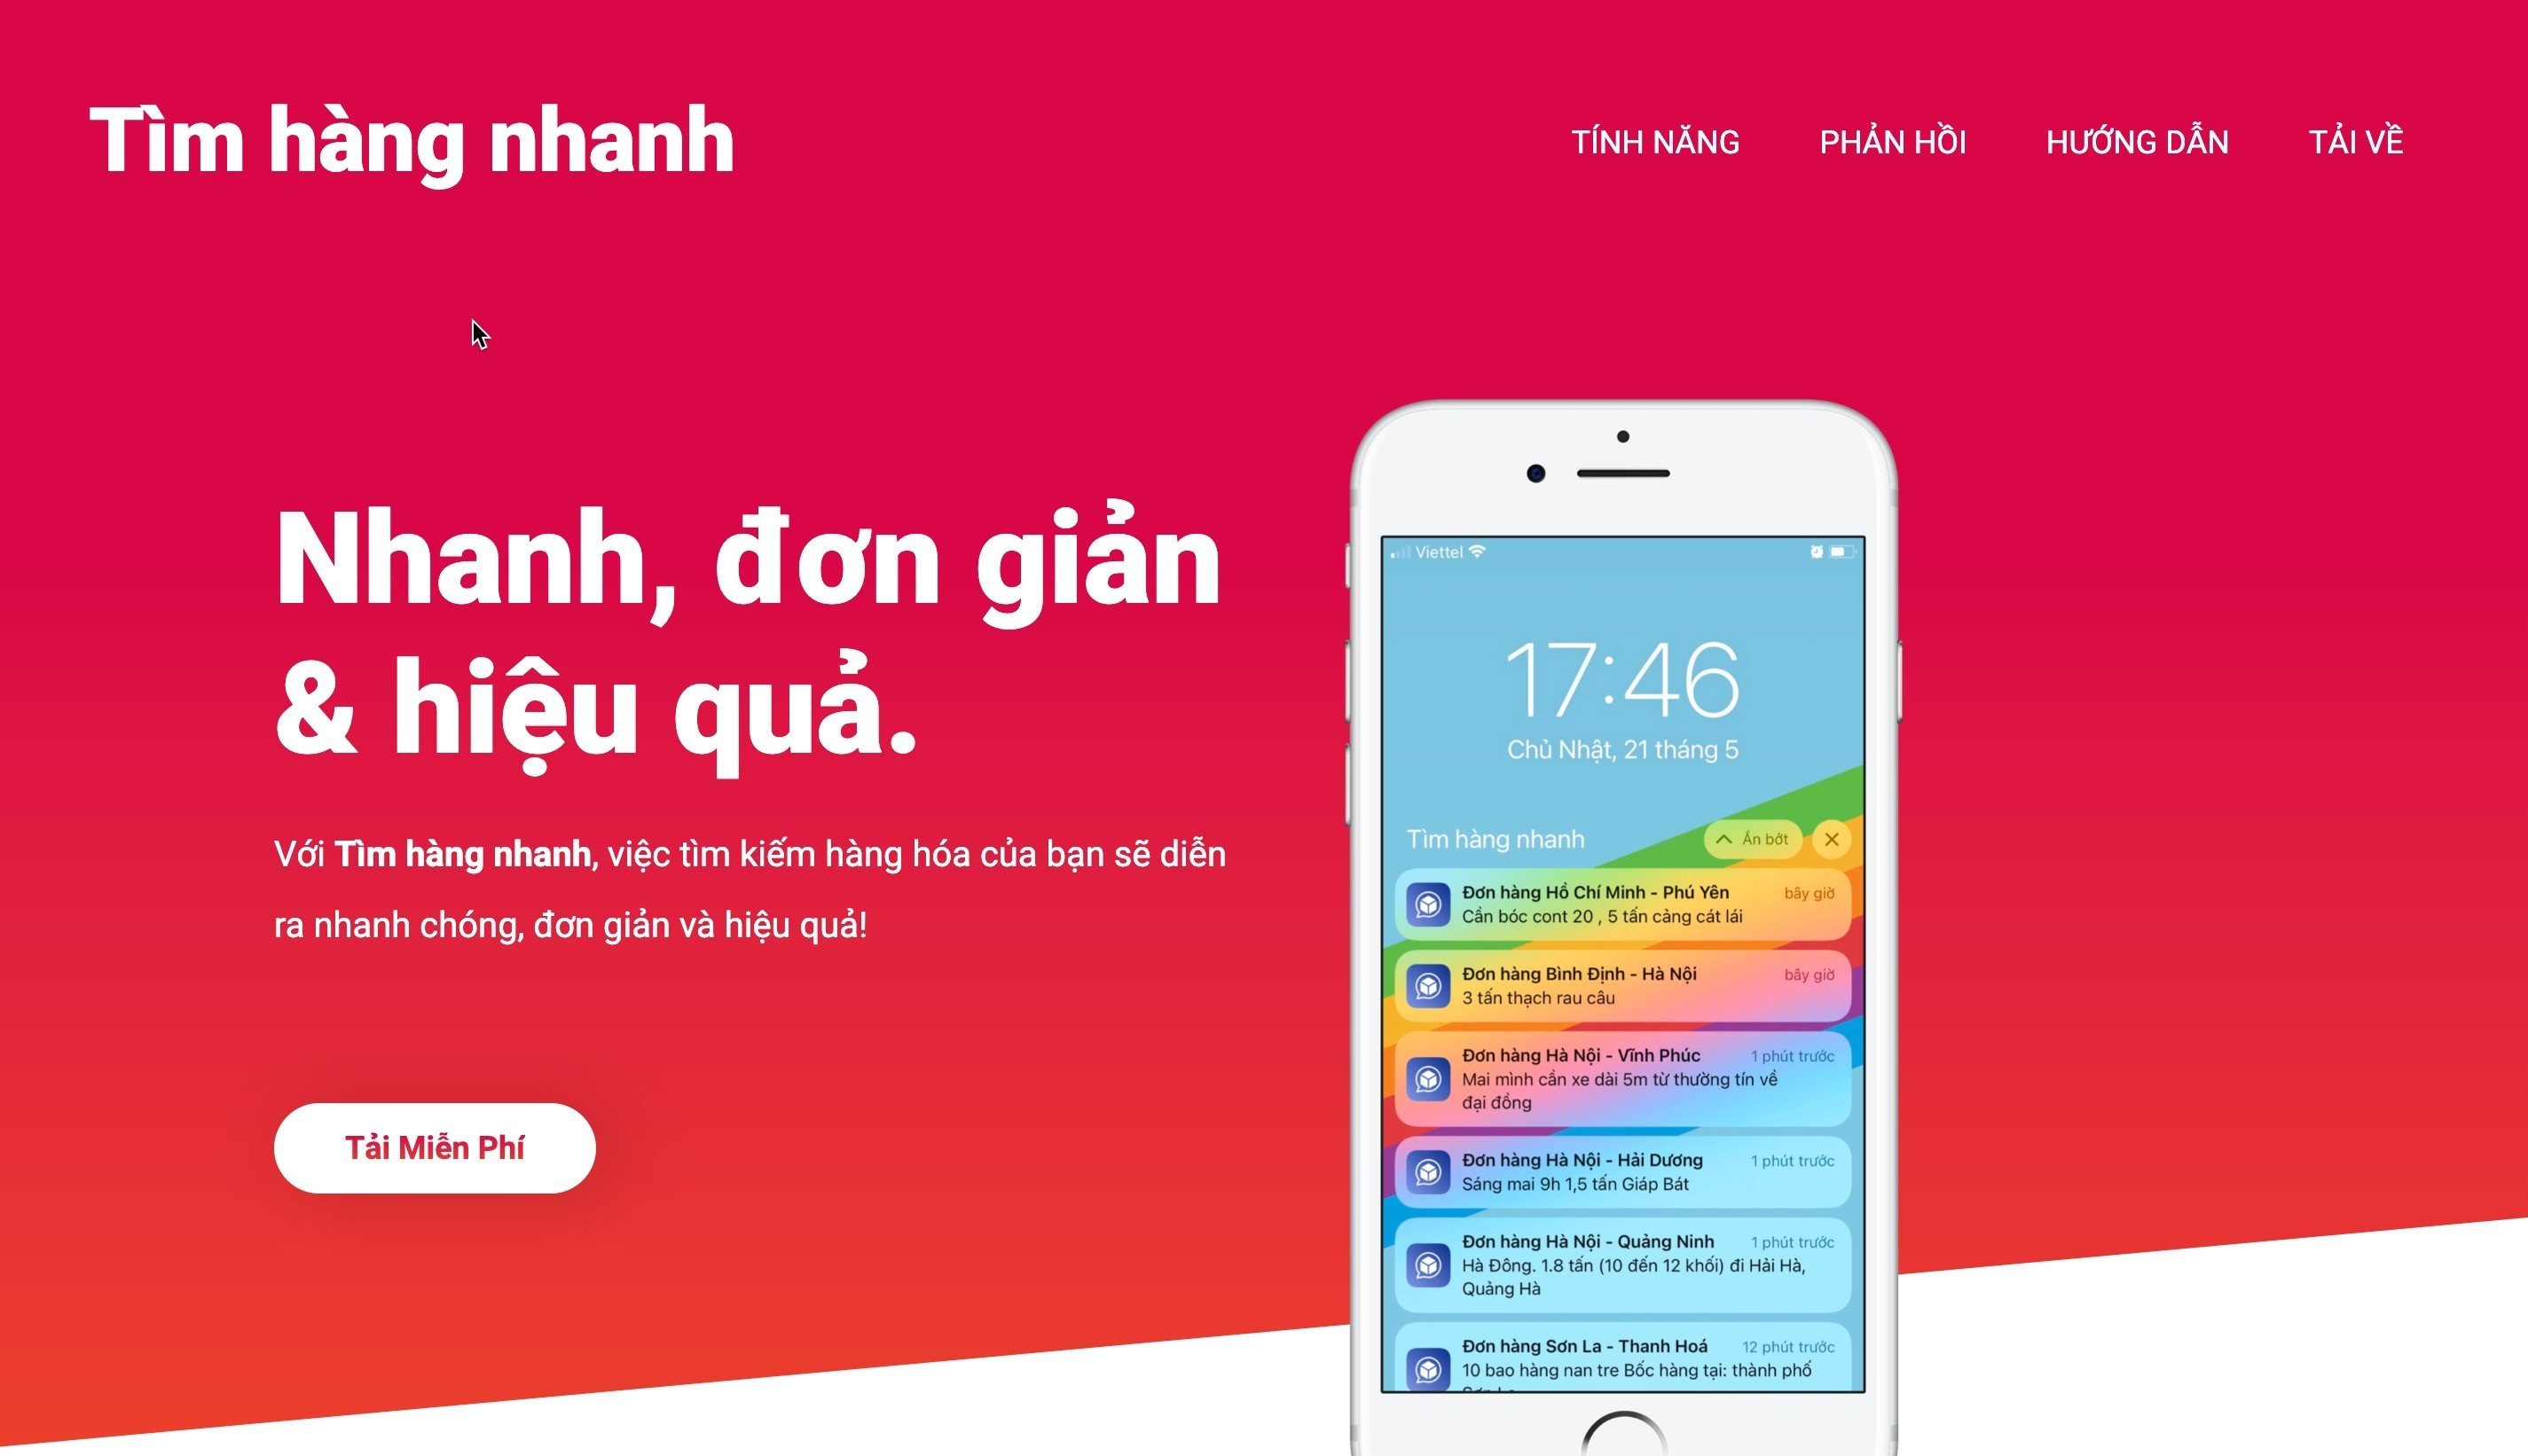 Tìm hàng nhanh
TÍNH NĂNG
PHẢN HỒI
HƯỚNG DẪN
TẢI VỀ
Nhanh, đơn giản
& hiệu quả.
Với Tìm hàng nhanh, việc tìm kiếm hàng hóa của bạn sẽ diễn
ra nhanh chóng, đơn giản và hiệu quả!
Tải Miễn Phí
Viettel
17:46
Chủ Nhật, 21 tháng 5
Tìm hàng nhanh
Ẩn bớt
Đơn hàng Hồ Chí Minh - Phú Yên
bây giờ
Cần bóc cont 20 , 5 tấn cảng cát lái
Đơn hàng Bình Định - Hà Nội
bây giờ
3 tấn thạch rau câu
Đơn hàng Hà Nội - Vĩnh Phúc
1 phút trước
Mai mình cần xe dài 5m từ thường tín về
đại đồng
Đơn hàng Hà Nội - Hải Dương
1 phút trước
Sáng mai 9h 1,5 tấn Giáp Bát
Đơn hàng Hà Nội - Quảng Ninh
1 phút trước
Hà Đông. 1.8 tấn (10 đến 12 khối) đi Hải Hà,
Quảng Hà
Đơn hàng Sơn La - Thanh Hoá
12 phút trước
10 bao hàng nan tre Bốc hàng tại: thành phố